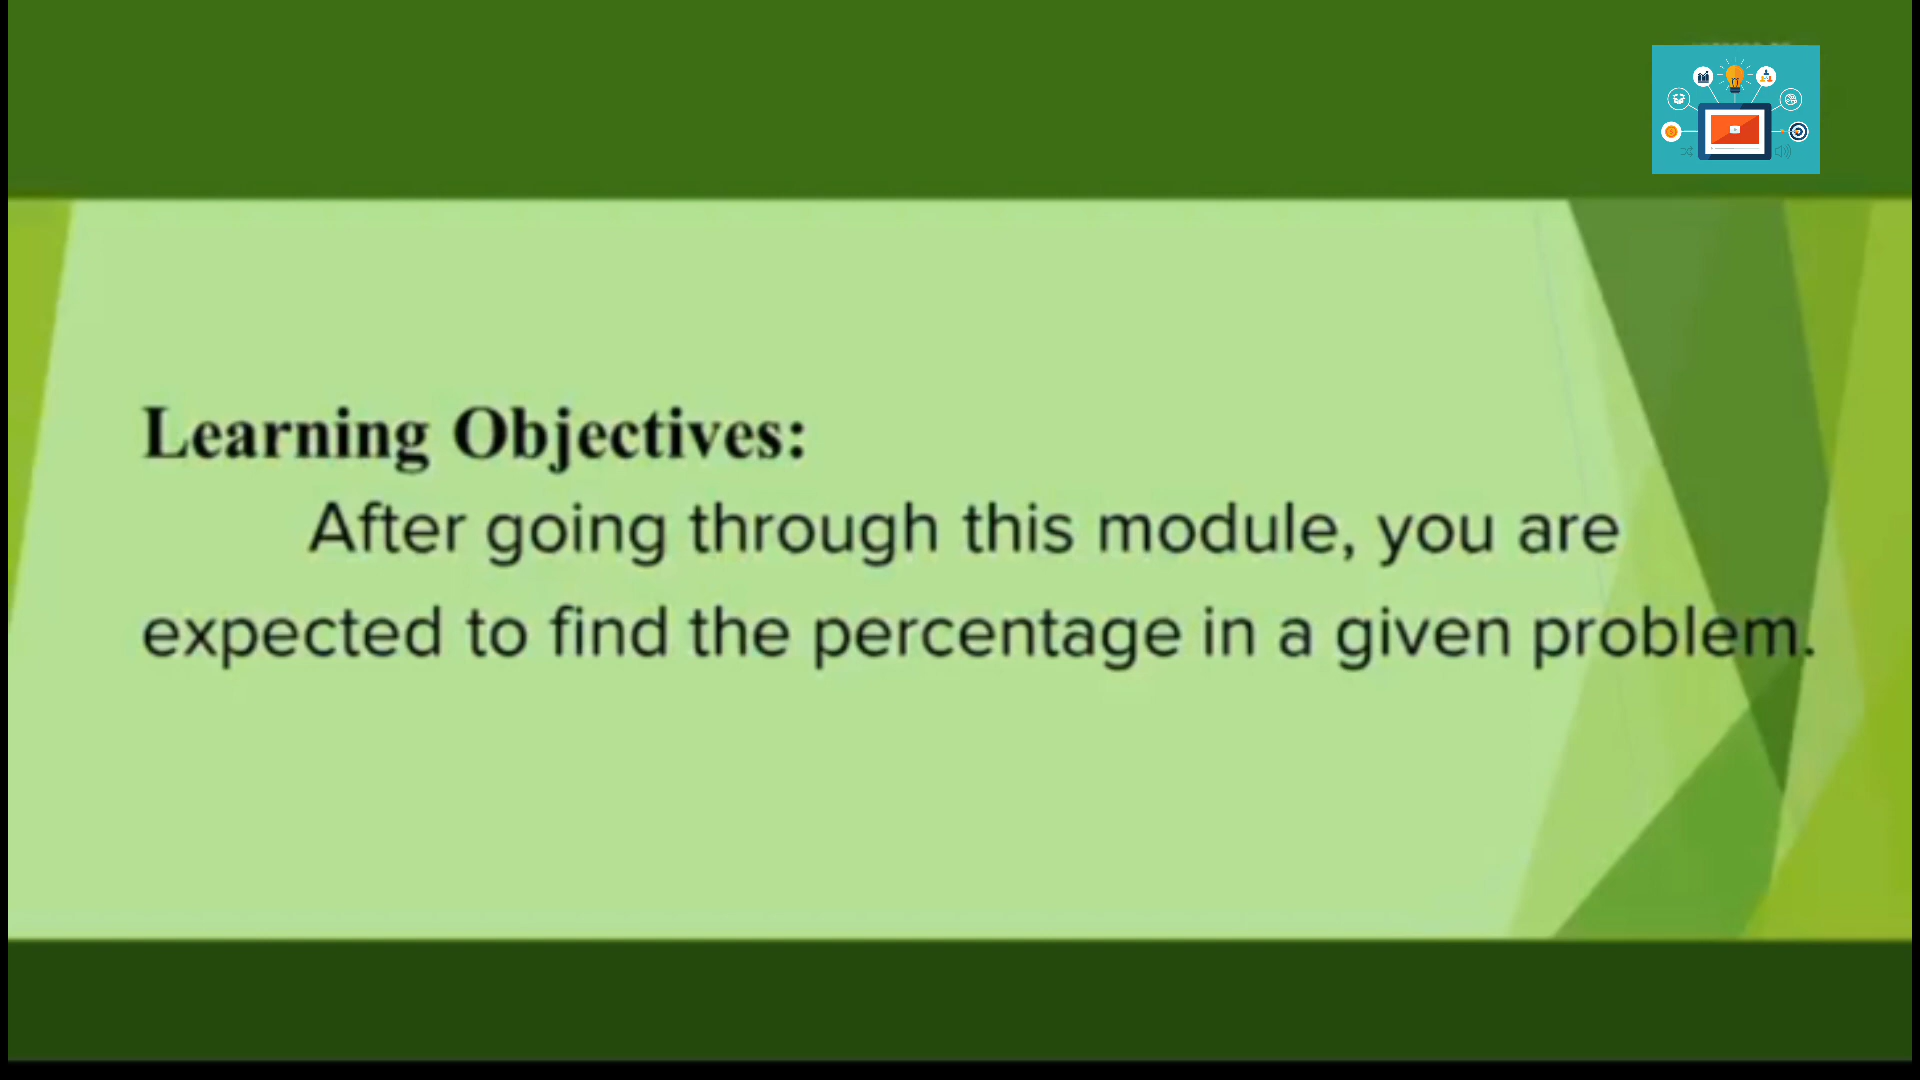 Learning Objectives:
After going through this module, you are
expected to find the percentage in a given problem.